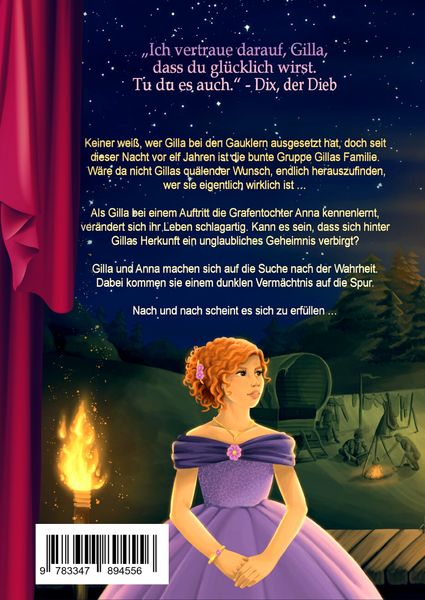 „Ich vertraue darauf, Gilla,
dass du glücklich wirst.
Tu du es auch.“ - Dix, der Dieb
Keiner weiß, wer Gilla bei den Gauklern ausgesetzt hat, doch seit
dieser Nacht vor elf Jahren ist die bunte Gruppe Gillas Familie.
Wäre da nicht Gillas quälender Wunsch, endlich herauszufinden,
wer sie eigentlich wirklich ist ...
Als Gilla bei einem Auftritt die Grafentochter Anna kennenlernt,
verändert sich ihr Leben schlagartig. Kann es sein, dass sich hinter
Gillas Herkunft ein unglaubliches Geheimnis verbirgt?
Gilla und Anna machen sich auf die Suche nach der Wahrheit.
Dabei kommen sie einem dunklen Vermächtnis auf die Spur.
Nach und nach scheint es sich zu erfüllen ...
9 783347 894556